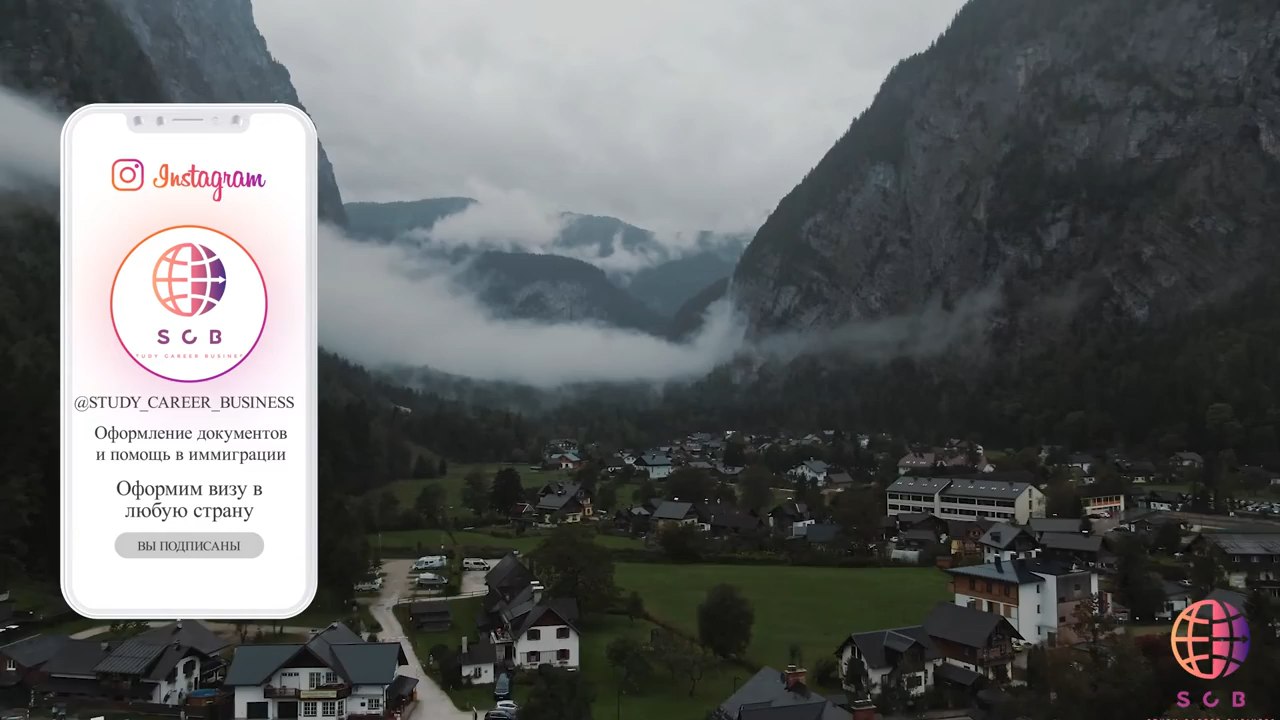 Instagram
SCB
TUDY CAREER BUSINE
@STUDY_CAREER_BUSINESS
Оформление документов
и помощь в иммиграции
Оформим визу в
любую страну
ВЫ ПОДПИСАНЫ
SCB